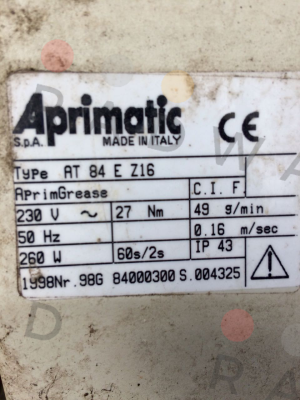 Aprimatic
S.p.A. MADE IN ITALY CE
Type AT 84 E Z16
AprimGrease C.I.F.
230 V ~ 27 Nm 49 g/min
50 Hz 0.16 m/sec
260 W 60s/2s IP 43
1998Nr.98G 84000300 S.004325